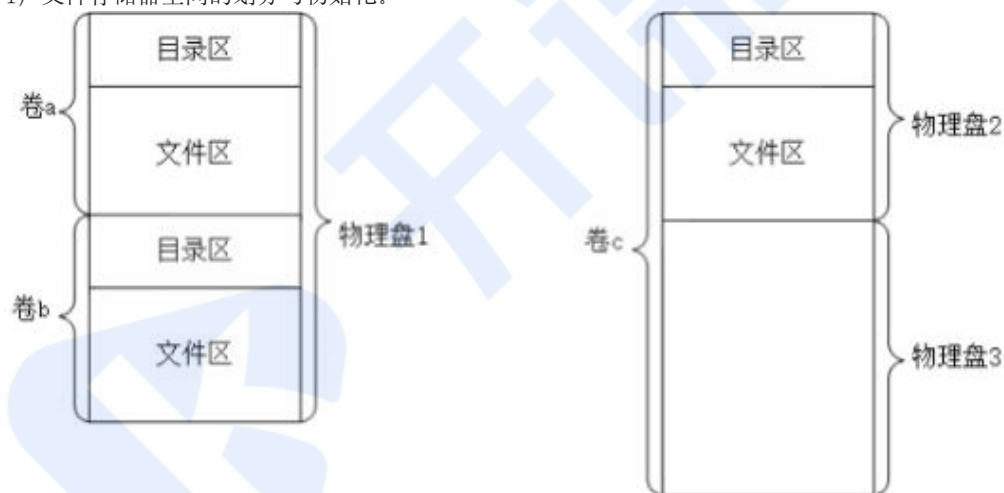 1) 文件存储器空间的划分与初始化。
目录区
卷a
文件区
物理盘1
目录区
卷b
文件区
目录区
物理盘2
文件区
卷c
物理盘3